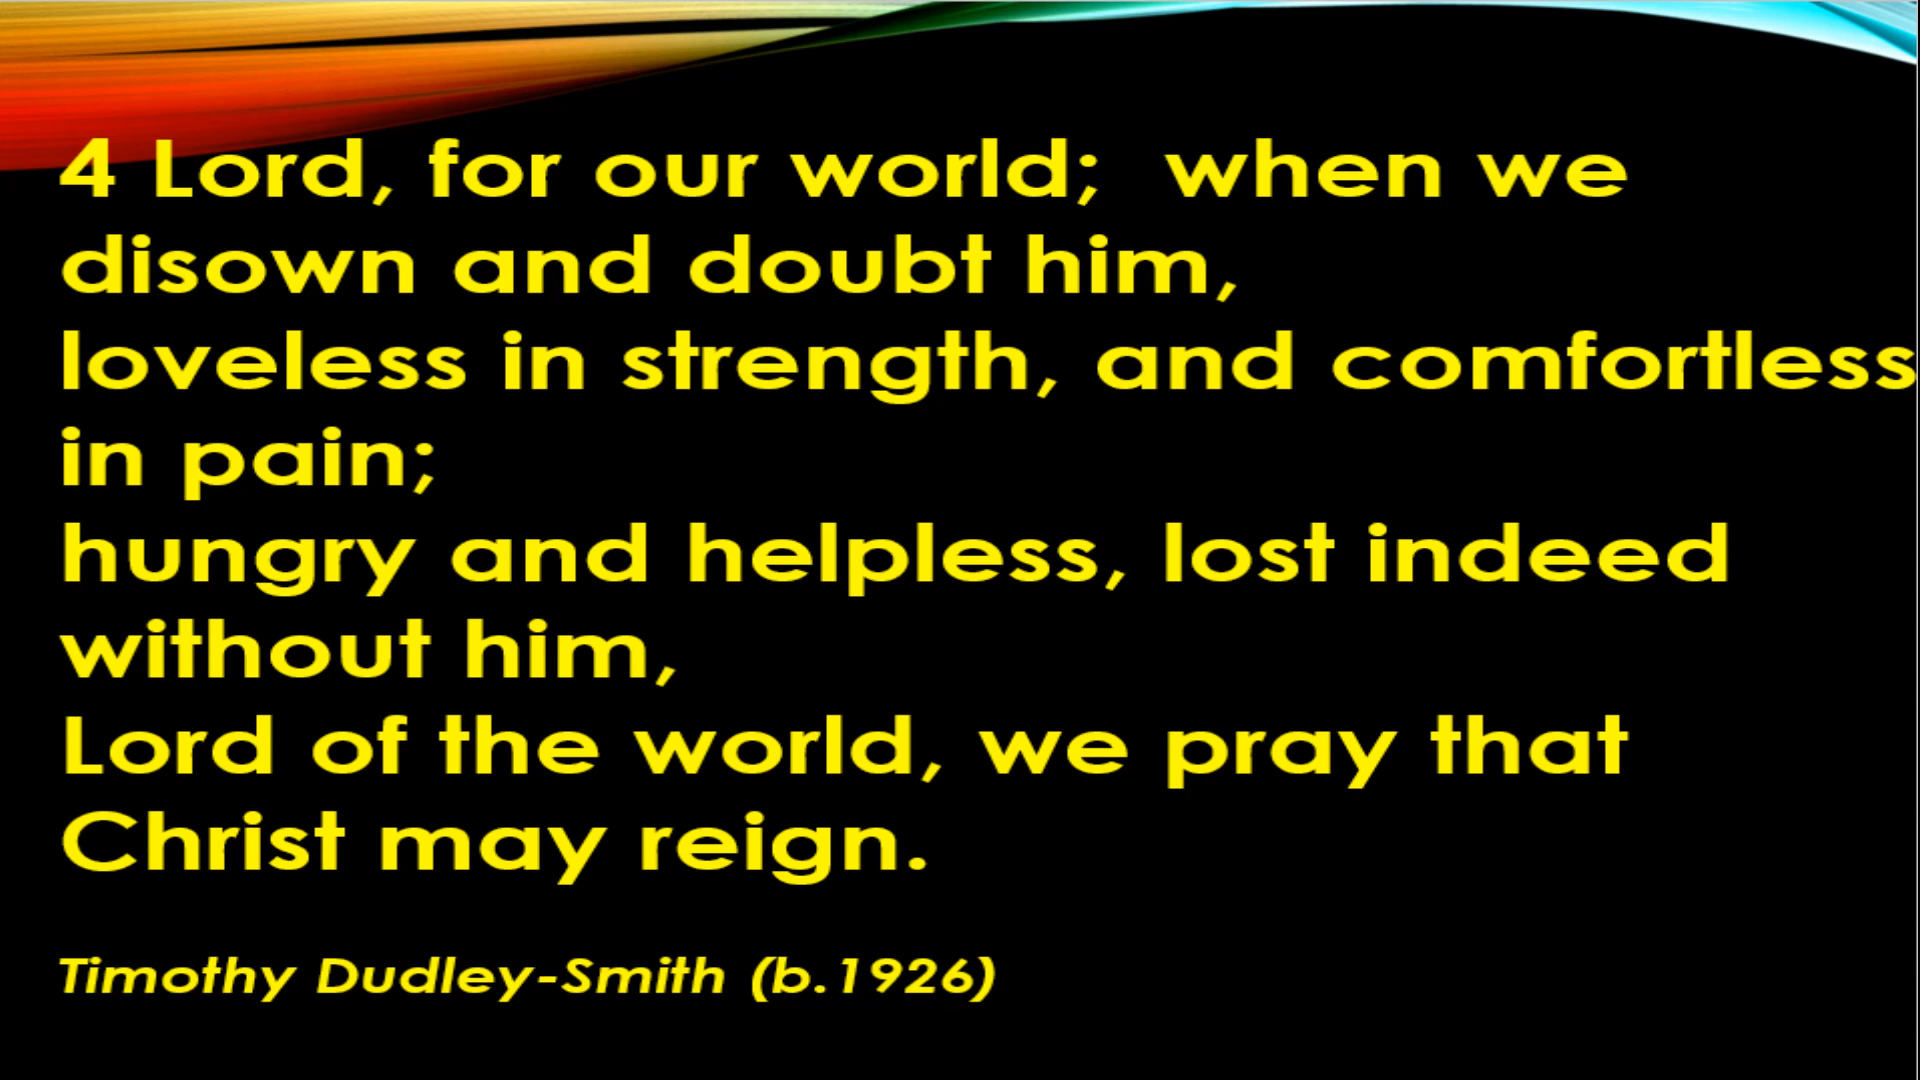 4 Lord, for our world;  when we
disown and doubt him,
loveless in strength, and comfortless
in pain;
hungry and helpless, lost indeed
without him,
Lord of the world, we pray that
Christ may reign.
Timothy Dudley-Smith (b.1926)